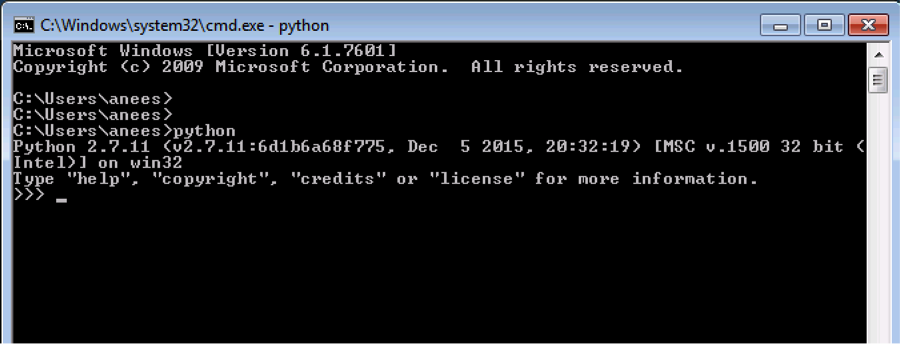 C:\Windows\system32\cmd.exe - python
Microsoft Windows [Version 6.1.7601]
Copyright (c) 2009 Microsoft Corporation.  All rights reserved.
C:\Users\anees>
C:\Users\anees>
C:\Users\anees>python
Python 2.7.11 (v2.7.11:6d1b6a68f775, Dec  5 2015, 20:32:19) [MSC v.1500 32 bit (
Intel)] on win32
Type "help", "copyright", "credits" or "license" for more information.
>>> _